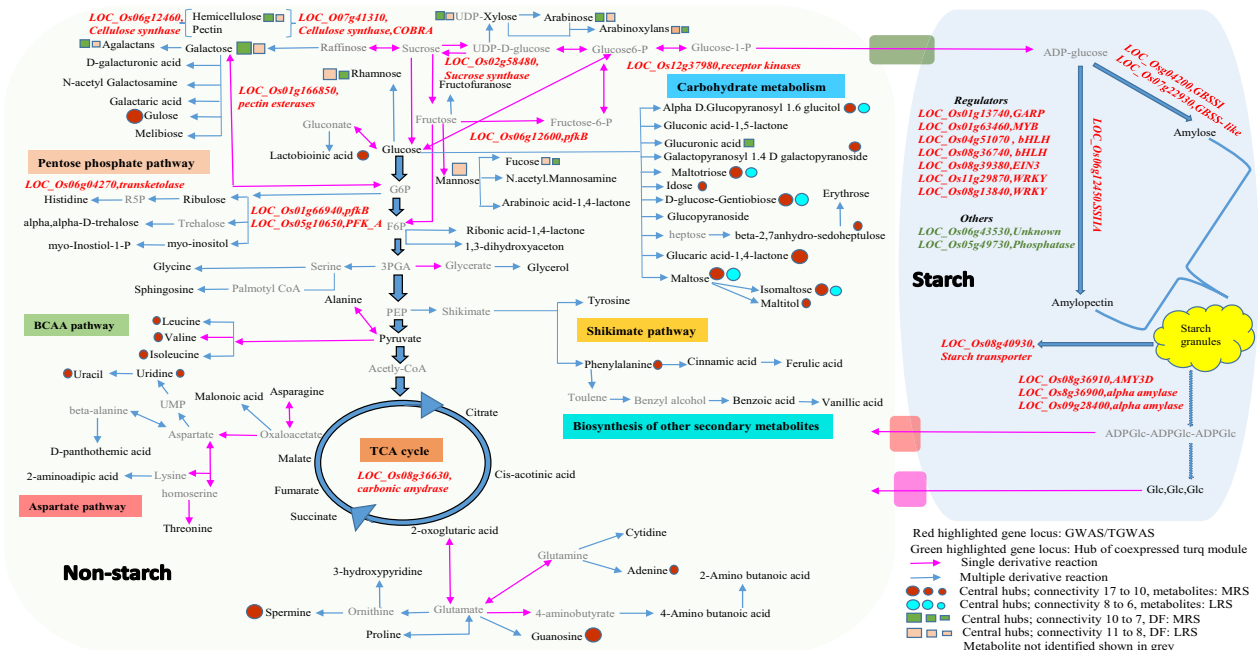 LOC_Os06g12460,
Cellulose synthase
Hemicellulose
Pectin
LOC_O07g41310,
Cellulose synthase,COBRA
UDP-Xylose
Arabinose
Arabinoxylans
Agalactans
Galactose
Raffinose
Sucrose
UDP-D-glucose
Glucose6-P
Glucose-1-P
ADP-glucose
D-galacturonic acid
N-acetyl Galactosamine
Galactaric acid
Gulose
Melibiose
Rhamnose
LOC_Os01g166850,
pectin esterases
LOC_Os02g58480,
Sucrose synthase
LOC_Os12g37980,receptor kinases
Fructofuranose
Fructose
Fructose-6-P
LOC_Os06g12600,pfkB
Gluconate
Lactobioinic acid
Glucose
Carbohydrate metabolism
Alpha D.Glucopyranosyl 1.6 glucitol
Gluconic acid-1,5-lactone
Glucuronic acid
Galactopyranosyl 1.4 D galactopyranoside
Maltotriose
Idose
D-glucose-Gentiobiose
Glucopyranoside
heptose
beta-2,7anhydro-sedoheptulose
Erythrose
Glucaric acid-1,4-lactone
Maltose
Isomaltose
Maltitol
Pentose phosphate pathway
LOC_Os06g04270,transketolase
Histidine
R5P
Ribulose
alpha,alpha-D-trehalose
Trehalose
myo-Inostiol-1-P
myo-inositol
LOC_Os01g66940,pfkB
LOC_Os05g10650,PFK_A
Mannose
Fucose
N.acetyl.Mannosamine
Arabinoic acid-1,4-lactone
G6P
F6P
Ribonic acid-1,4-lactone
1,3-dihydroxyaceton
Glycine
Serine
3PGA
Glycerate
Glycerol
Sphingosine
Palmotyl CoA
Alanine
PEP
Shikimate
Tyrosine
Shikimate pathway
BCAA pathway
Leucine
Valine
Isoleucine
Pyruvate
Acetly-CoA
Phenylalanine
Cinnamic acid
Ferulic acid
Toulene
Benzyl alcohol
Benzoic acid
Vanillic acid
Biosynthesis of other secondary metabolites
Uracil
Uridine
UMP
beta-alanine
Malonoic acid
Asparagine
Aspartate
Oxaloacetate
D-panthothemic acid
2-aminoadipic acid
Lysine
homoserine
Threonine
Aspartate pathway
TCA cycle
LOC_Os08g36630,
carbonic anydrase
Citrate
Cis-acotinic acid
Malate
Fumarate
Succinate
2-oxoglutaric acid
Non-starch
3-hydroxypyridine
Spermine
Ornithine
Glutamate
Proline
Guanosine
Glutamine
Cytidine
Adenine
4-aminobutyrate
4-Amino butanoic acid
2-Amino butanoic acid
LOC_Osg04200,GBSSI
LOC_Os07g22930,GBSS- like
Amylose
LOC_Os06g12450,SSIIA
Regulators
LOC_Os01g13740,GARP
LOC_Os01g63460,MYB
LOC_Os04g51070 , bHLH
LOC_Os08g36740, bHLH
LOC_Os08g39380,EIN3
LOC_Os11g29870,WRKY
LOC_Os08g13840,WRKY
Others
LOC_Os06g43530,Unknown
LOC_Os05g49730,Phosphatase
Starch
Amylopectin
Starch
granules
LOC_Os08g40930,
Starch transporter
LOC_Os08g36910,AMY3D
LOC_Os8g36900,alpha amylase
LOC_Os09g28400,alpha amylase
ADPGlc-ADPGlc-ADPGlc
Glc,Glc,Glc
Red highlighted gene locus: GWAS/TGWAS
Green highlighted gene locus: Hub of coexpressed turq module
Single derivative reaction
Multiple derivative reaction
Central hubs; connectivity 17 to 10, metabolites: MRS
Central hubs; connectivity 8 to 6, metabolites: LRS
Central hubs; connectivity 10 to 7, DF: MRS
Central hubs; connectivity 11 to 8, DF: LRS
Metabolite not identified shown in grey